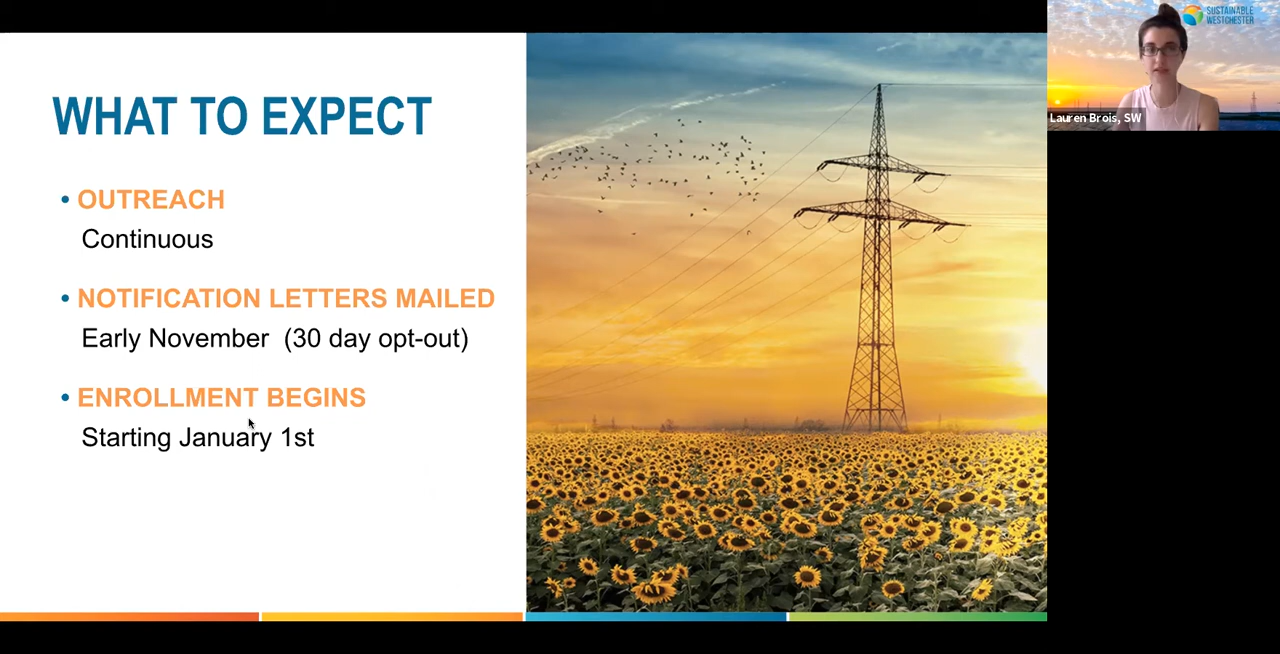 WHAT TO EXPECT
• OUTREACH
Continuous
• NOTIFICATION LETTERS MAILED
Early November (30 day opt-out)
• ENROLLMENT BEGINS
Starting January 1st
SUSTAINABLE
WESTCHESTER
Lauren Brois, SW